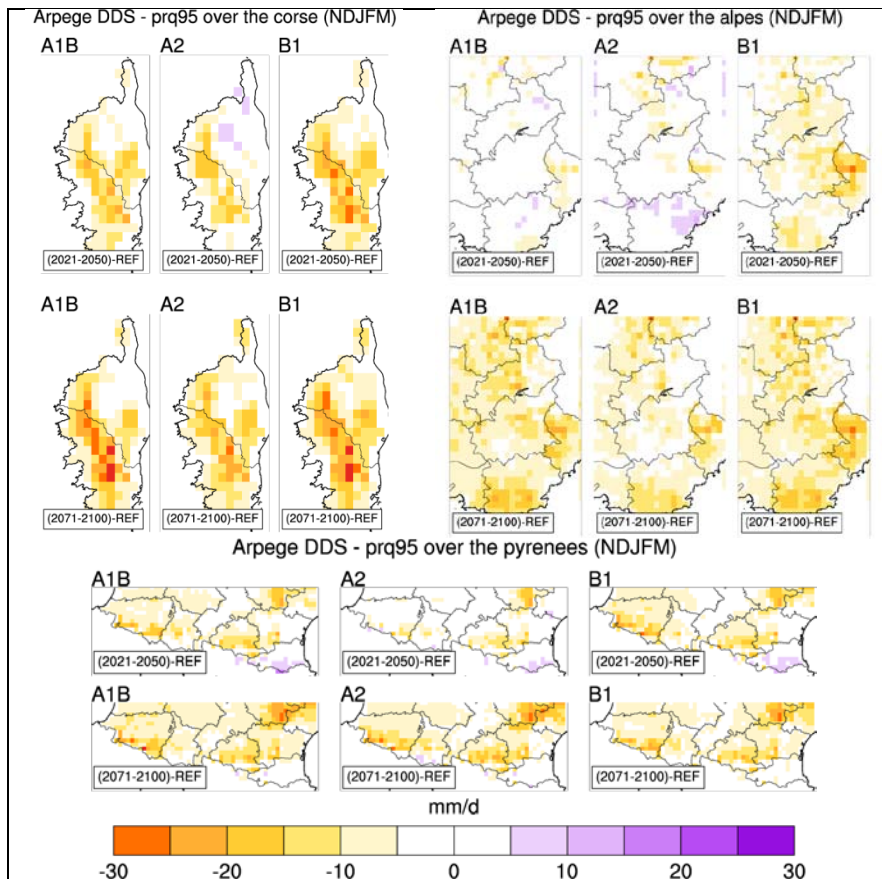 Arpege DDS - prq95 over the corse (NDJFM)
A1B A2 B1
(2021-2050)-REF (2021-2050)-REF (2021-2050)-REF
A1B A2 B1
(2071-2100)-REF (2071-2100)-REF (2071-2100)-REF
Arpege DDS - prq95 over the alpes (NDJFM)
A1B A2 B1
(2021-2050)-REF (2021-2050)-REF (2021-2050)-REF
A1B A2 B1
(2071-2100)-REF (2071-2100)-REF (2071-2100)-REF
Arpege DDS - prq95 over the pyrenees (NDJFM)
A1B A2 B1
(2021-2050)-REF (2021-2050)-REF (2021-2050)-REF
A1B A2 B1
(2071-2100)-REF (2071-2100)-REF (2071-2100)-REF
mm/d
-30 -20 -10 0 10 20 30